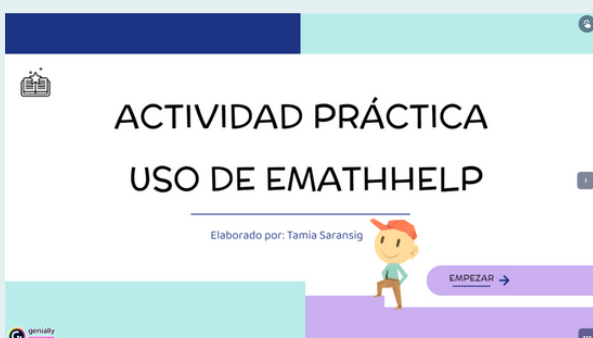 ACTIVIDAD PRÁCTICA
USO DE EMATHHELP
Elaborado por: Tamia Saransig
EMPEZAR
genially